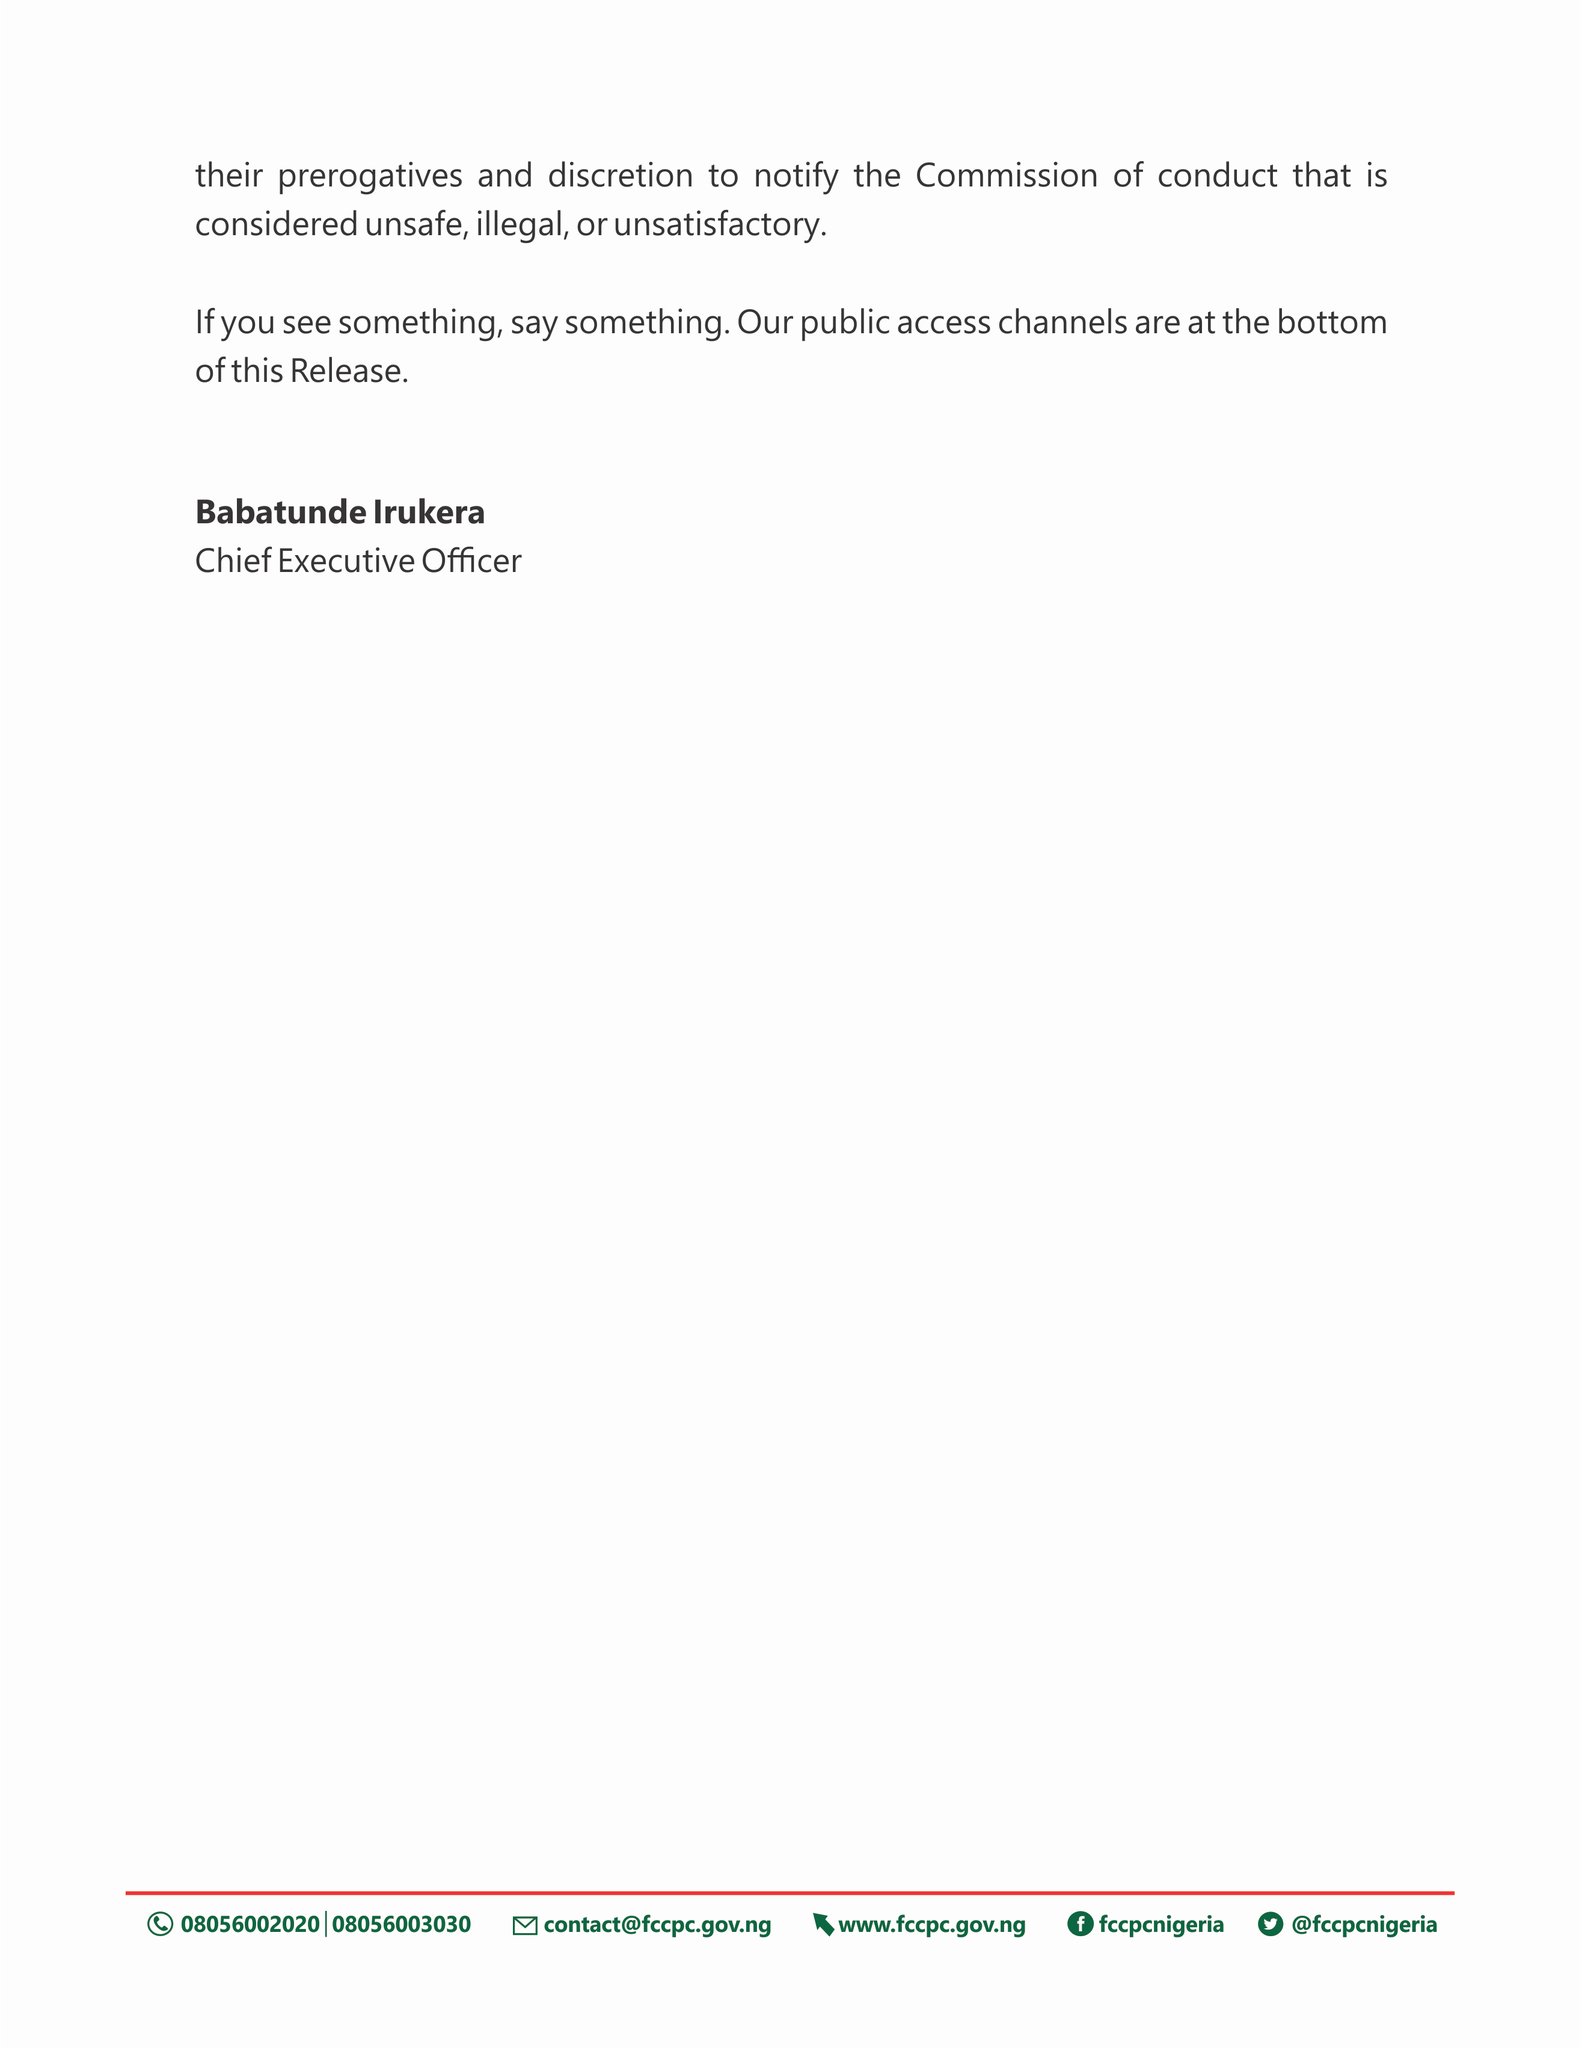 their prerogatives and discretion to notify the Commission of conduct that is
considered unsafe, illegal, or unsatisfactory.
If you see something, say something. Our public access channels are at the bottom
of this Release.
Babatunde Irukera
Chief Executive Officer
08056002020 | 08056003030 contact@fccpc.gov.ng www.fccpc.gov.ng fccpcnigeria @fccpcnigeria